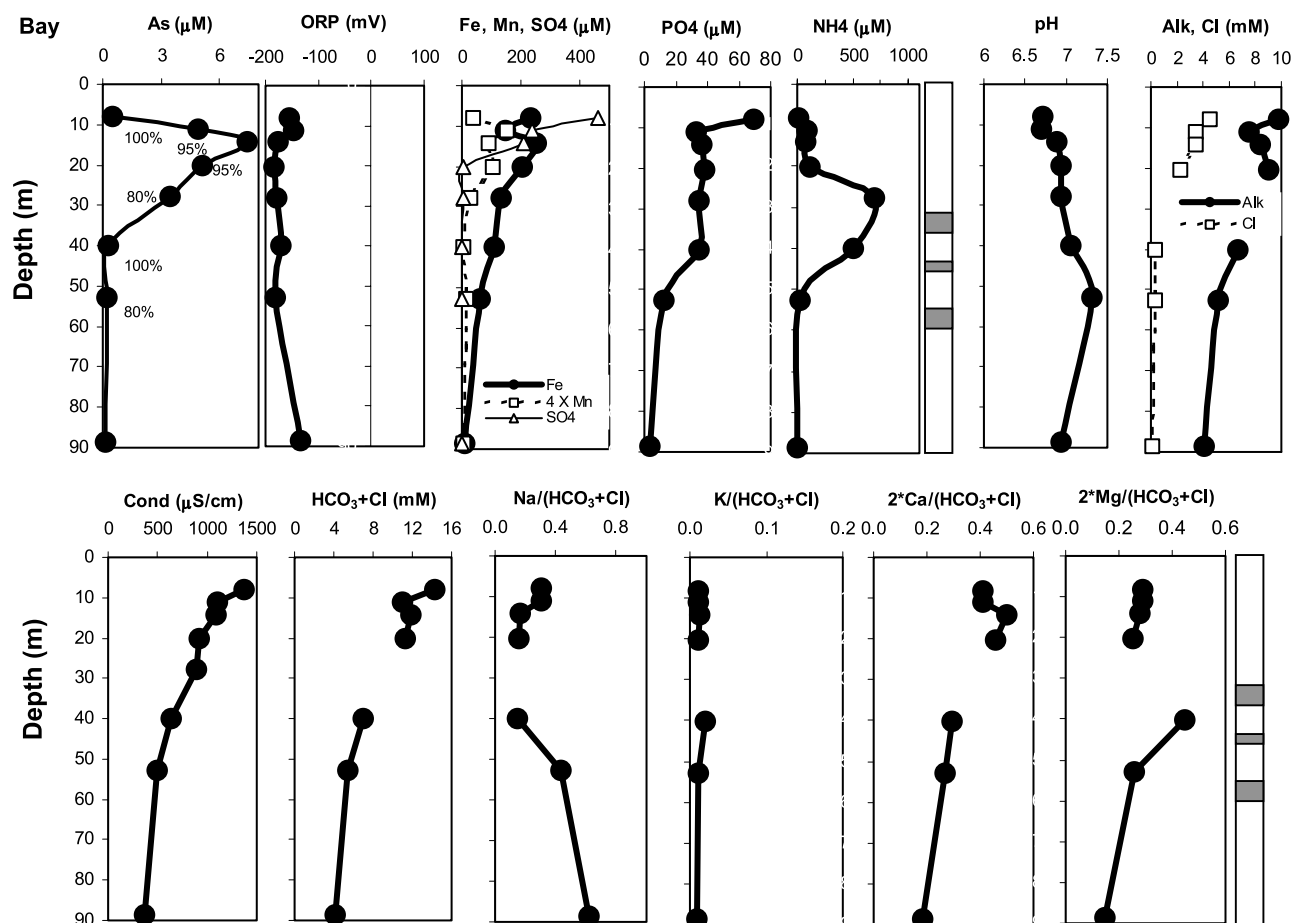 Bay
As (μM)
ORP (mV)
Fe, Mn, SO4 (μM)
PO4 (μM)
NH4 (μM)
pH
Alk, Cl (mM)
0 3 6
-200 -100 0 100
0 200 400
0 20 40 60 80
0 500 1000
6 6.5 7 7.5
0 2 4 6 8 10
Depth (m)
0
10
20
30
40
50
60
70
80
90
100%
95%
95%
80%
100%
80%
Fe
4 X Mn
SO4
Alk
Cl
Cond (μS/cm)
HCO3+Cl (mM)
Na/(HCO3+Cl)
K/(HCO3+Cl)
2*Ca/(HCO3+Cl)
2*Mg/(HCO3+Cl)
0 500 1000 1500
0 4 8 12 16
0.0 0.4 0.8
0.0 0.1 0.2
0.0 0.2 0.4 0.6
0.0 0.2 0.4 0.6
Depth (m)
0
10
20
30
40
50
60
70
80
90